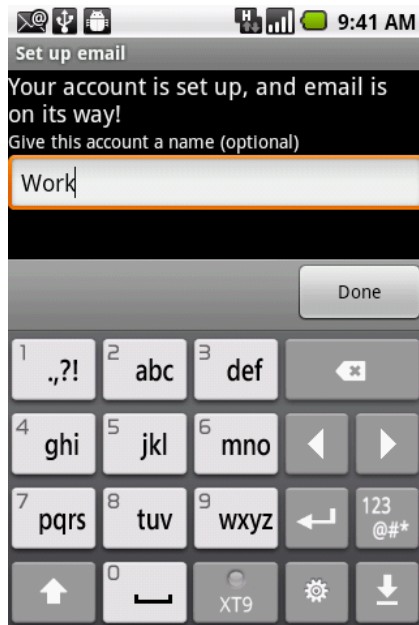 H 9:41 AM
Set up email
Your account is set up, and email is
on its way!
Give this account a name (optional)
Work
Done
1 .,?! 2 abc 3 def
4 ghi 5 jkl 6 mno
7 pqrs 8 tuv 9 wxyz 123
@#*
0 XT9